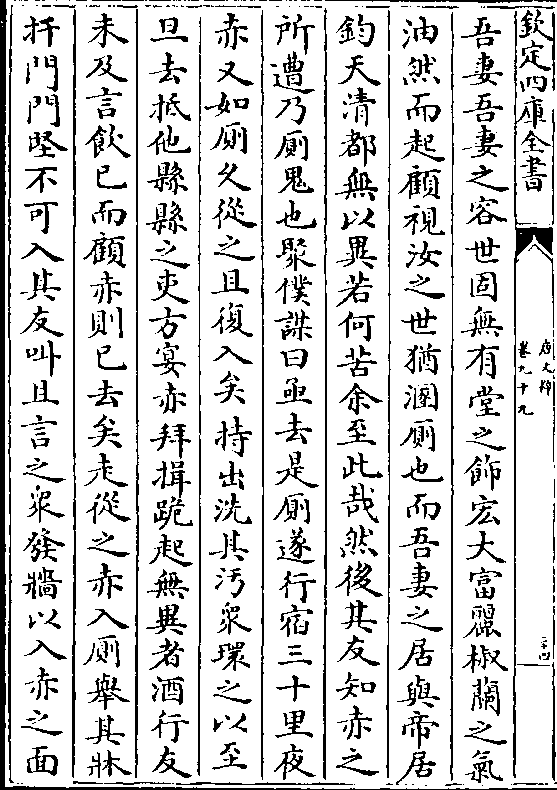 欽定四庫全書
唐文粹
卷九十九
二十四
吾妻吾妻之容世固無有堂之飾宏大富麗椒蘭之氣
油然而起顧視汝之世猶溷厠也而吾妻之居與帝居
鈞天清都無以異若何苦余至此哉然後其友知赤之
所遭乃厠鬼也聚僕謀曰亟去是厠遂行宿三十里夜
赤又如厠久從之且復入矣持出洗其汚衆環之以至
旦去抵他縣縣之吏方宴赤拜揖跪起無異者酒行友
未及言飲已而顧赤則已去矣走從之赤入厠舉其牀
扞門門堅不可入其友叫且言之衆發牆以入赤之面